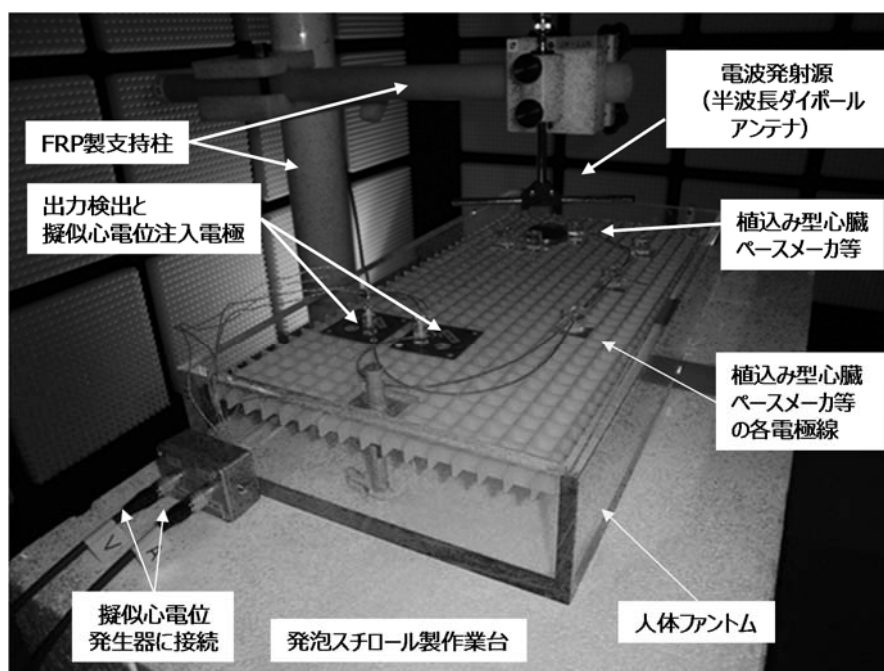 電波発射源
（半波長ダイポール
アンテナ）
FRP製支持柱
出力検出と
擬似心電位注入電極
植込み型心臓
ペースメーカ等
植込み型心臓
ペースメーカ等
の各電極線
V
A
擬似心電位
発生器に接続
発泡スチロール製作業台
人体ファントム